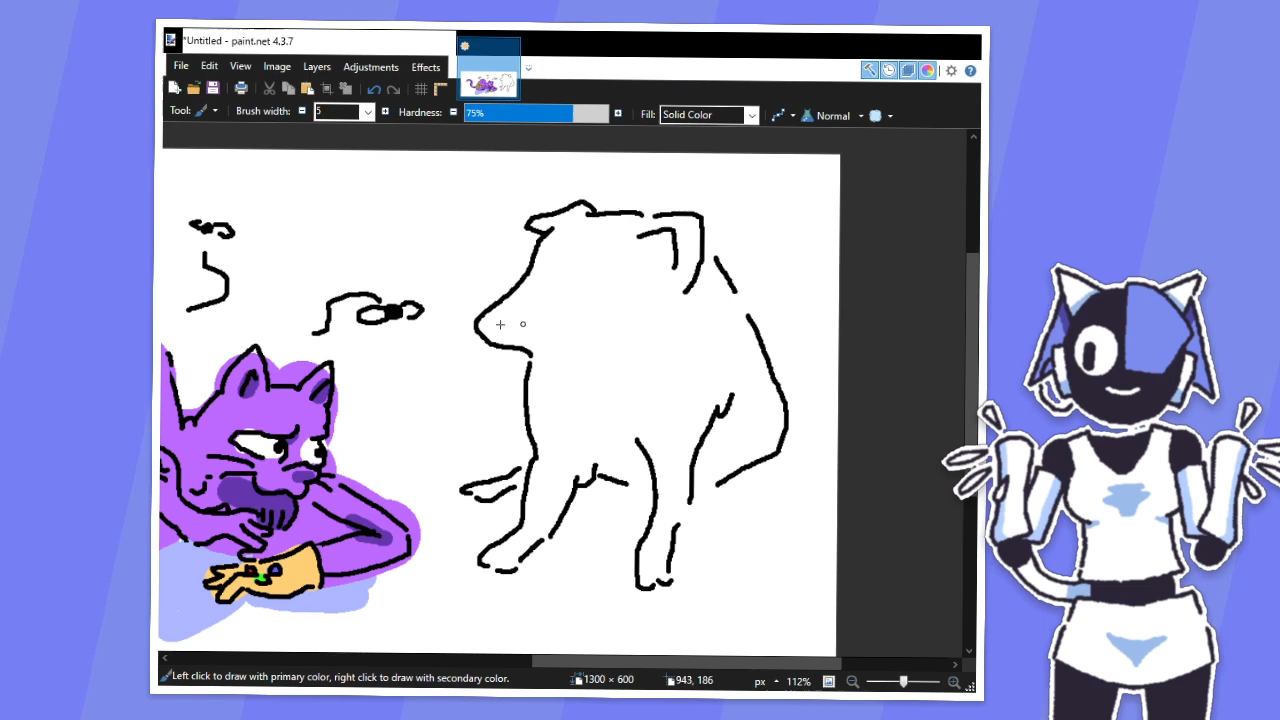 *Untitled - paint.net 4.3.7
File Edit View Image Layers Adjustments Effects
Tool: Brush width: 5 Hardness: 75% Fill: Solid Color Normal
Left click to draw with primary color, right click to draw with secondary color. 1300 × 600 943, 186 px 112%